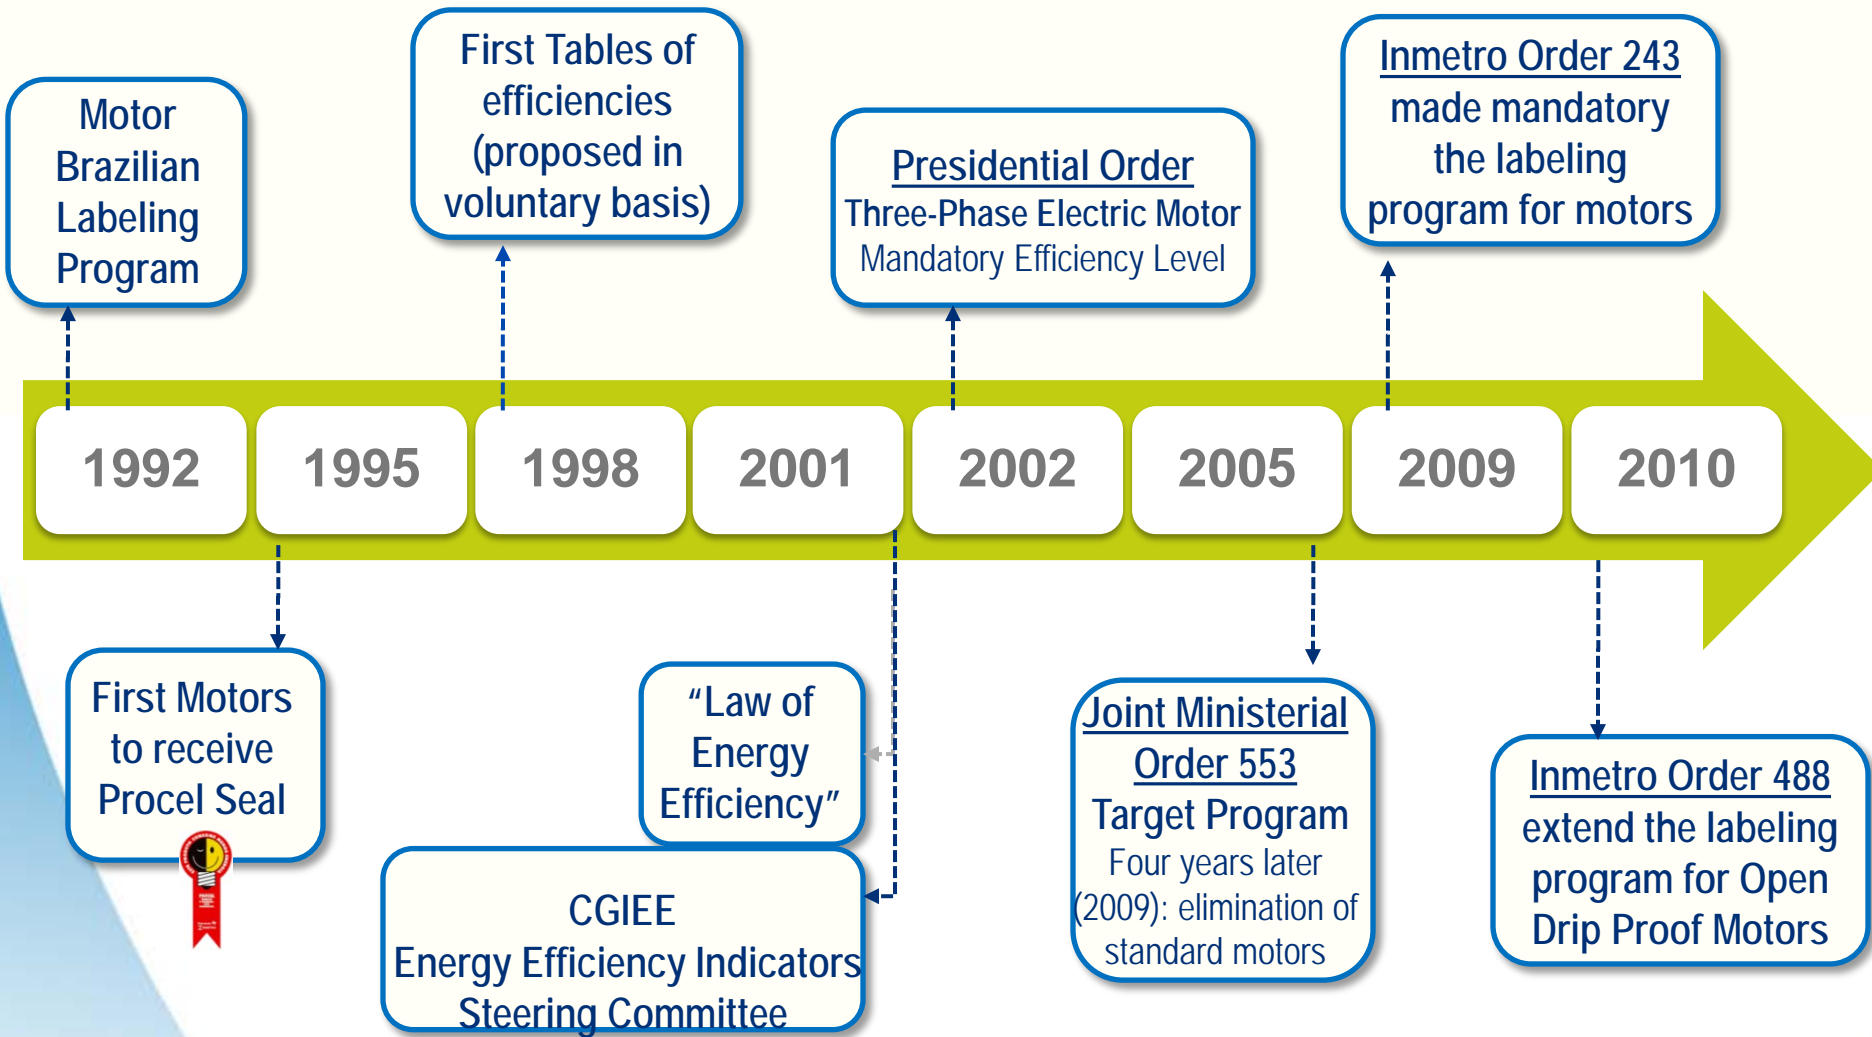 Motor
Brazilian
Labeling
Program
First Tables of
efficiencies
(proposed in
voluntary basis)
Presidential Order
Three-Phase Electric Motor
Mandatory Efficiency Level
Inmetro Order 243
made mandatory
the labeling
program for motors
1992
1995
1998
2001
2002
2005
2009
2010
First Motors
to receive
Procel Seal
“Law of
Energy
Efficiency”
CGIEE
Energy Efficiency Indicators
Steering Committee
Joint Ministerial
Order 553
Target Program
Four years later
(2009): elimination of
standard motors
Inmetro Order 488
extend the labeling
program for Open
Drip Proof Motors